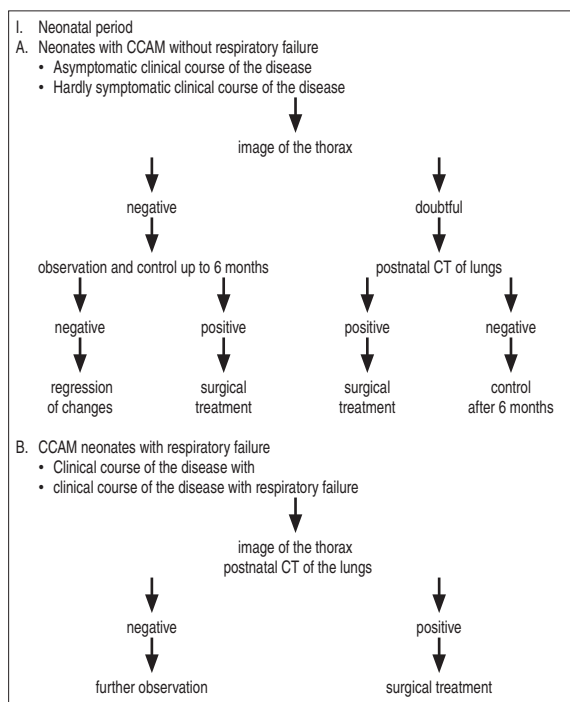 I. Neonatal period
A. Neonates with CCAM without respiratory failure
• Asymptomatic clinical course of the disease
• Hardly symptomatic clinical course of the disease
image of the thorax
negative doubtful
observation and control up to 6 months postnatal CT of lungs
negative positive positive negative
regression surgical surgical control
of changes treatment treatment after 6 months
B. CCAM neonates with respiratory failure
• Clinical course of the disease with
• clinical course of the disease with respiratory failure
image of the thorax
postnatal CT of the lungs
negative positive
further observation surgical treatment